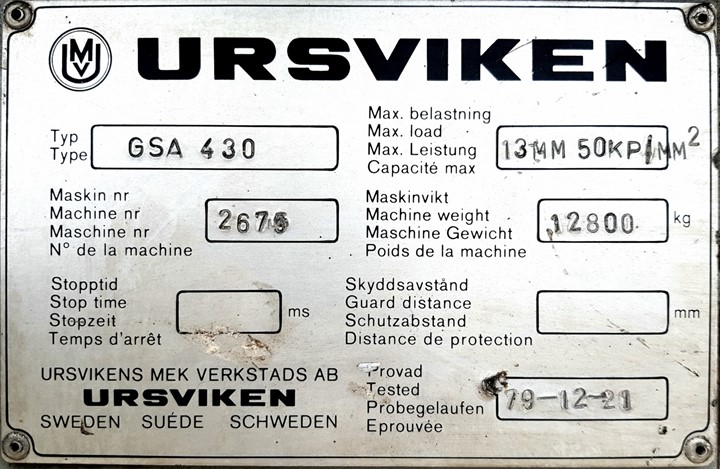 UMV URSVIKEN
Typ
Type
GSA 430
Max. belastning
Max. load
Max. Leistung
Capacité max
13MM 50KP/MM²
Maskin nr
Machine nr
Maschine nr
N° de la machine
Maskinvikt
Machine weight
Maschine Gewicht
Poids de la machine
12800 kg
Stopptid
Stop time
Stopzeit
Temps d'arrêt
ms
Skyddsavstånd
Guard distance
Schutzabstand
Distance de protection
mm
URSVIKENS MEK VERKSTADS AB
URSVIKEN
SWEDEN SUÉDE SCHWEDEN
Provad
Tested
Probegelaufen
Eprouvée
79-12-21